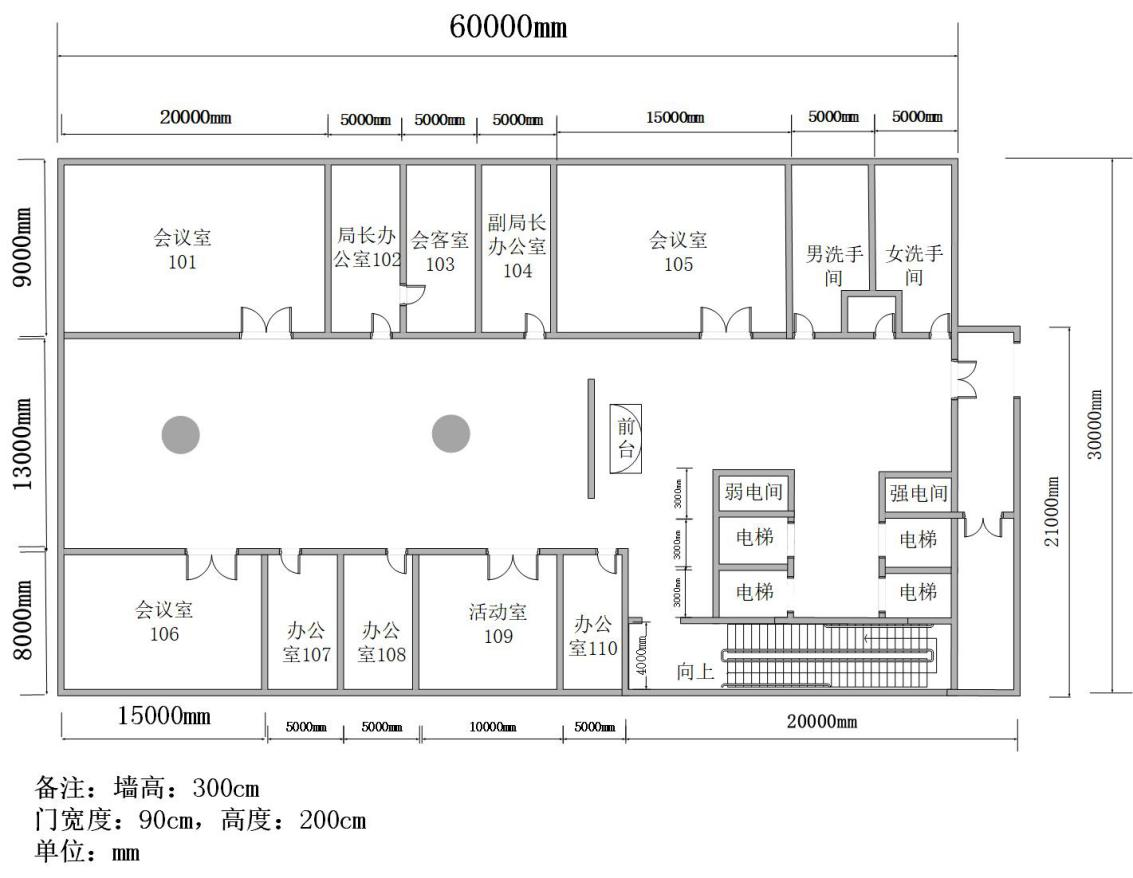 60000mm
20000mm
5000mm
5000mm
5000mm
15000mm
5000mm
5000mm
9000mm
会议室
101
局长办
公室102
会客室
103
副局长
办公室
104
会议室
105
男洗手
间
女洗手
间
13000mm
前
台
30000mm
21000mm
弱电间
强电间
3000mm
电梯
电梯
3000mm
电梯
电梯
3000mm
8000mm
会议室
106
办公
室107
办公
室108
活动室
109
办公
室110
4000mm
向上
15000mm
5000mm
5000mm
10000mm
5000mm
20000mm
备注：墙高：300cm
门宽度：90cm，高度：200cm
单位：mm